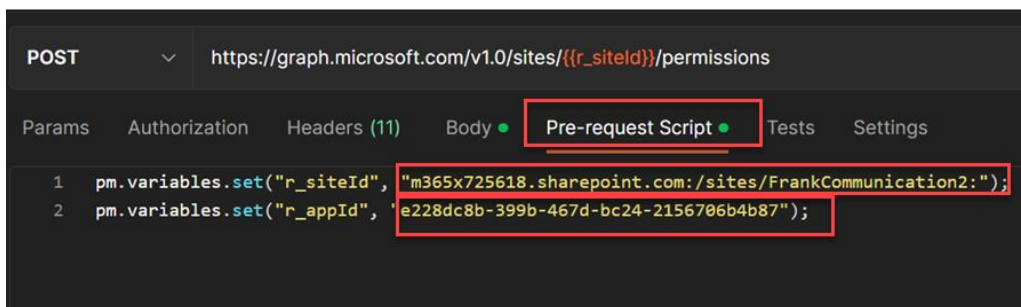 POST https://graph.microsoft.com/v1.0/sites/{{r_siteId}}/permissions
Params Authorization Headers (11) Body Pre-request Script Tests Settings
1 pm.variables.set("r_siteId", "m365x725618.sharepoint.com:/sites/FrankCommunication2:");
2 pm.variables.set("r_appId", "e228dc8b-399b-467d-bc24-2156706b4b87");